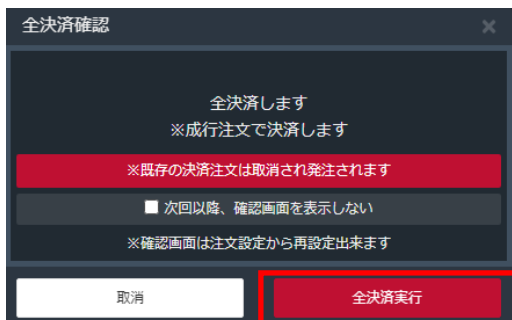 全決済確認
全決済します
※成行注文で決済します
※既存の決済注文は取消され発注されます
次回以降、確認画面を表示しない
※確認画面は注文設定から再設定出来ます
取消
全決済実行